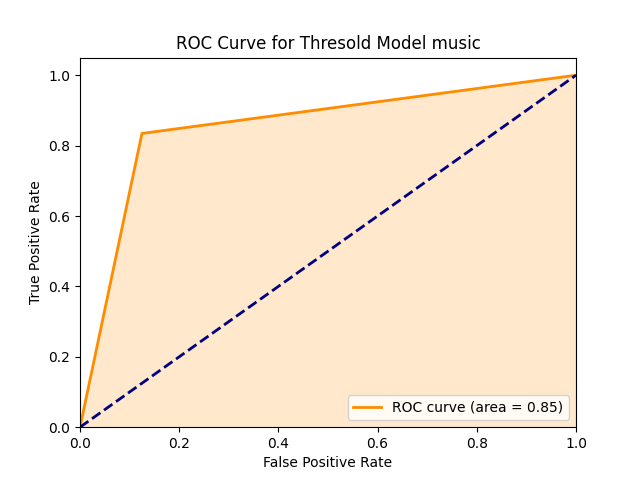 ROC Curve for Thresold Model music
True Positive Rate
1.0
0.8
0.6
0.4
0.2
0.0
ROC curve (area = 0.85)
0.0 0.2 0.4 0.6 0.8 1.0
False Positive Rate